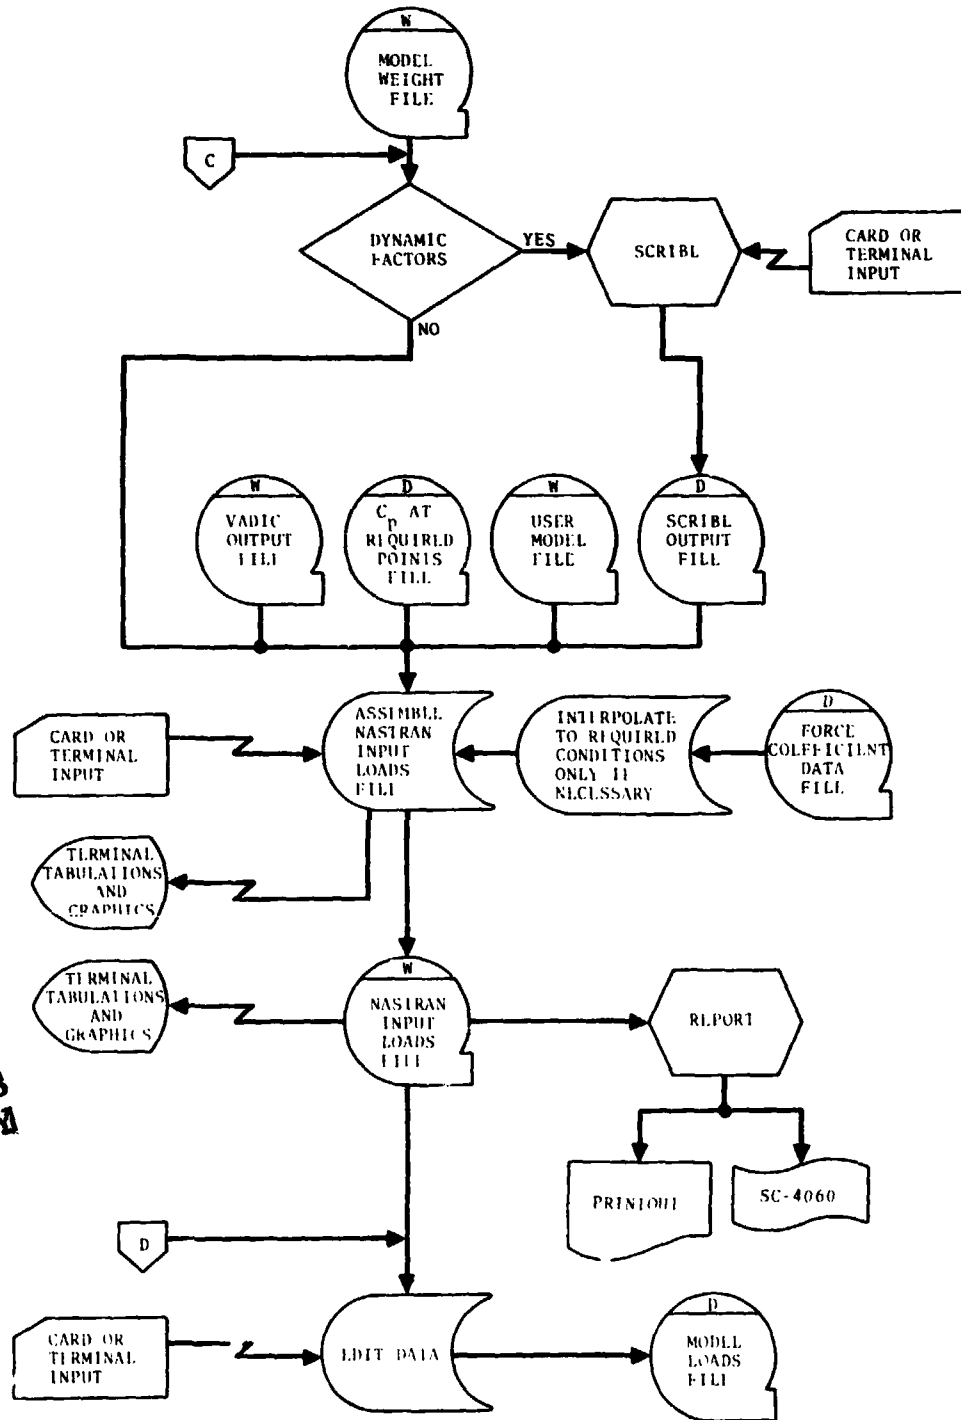 W
MODEL
WEIGHT
FILE
C
DYNAMIC
FACTORS
YES
SCRIBL
CARD OR
TERMINAL
INPUT
NO
W
VADIC
OUTPUT
FILE
D
Cp AT
REQUIRED
POINTS
FILE
W
USER
MODEL
FILE
D
SCRIBL
OUTPUT
FILE
CARD OR
TERMINAL
INPUT
ASSEMBLE
NASTRAN
INPUT
LOADS
FILE
INTERPOLATE
TO REQUIRED
CONDITIONS
ONLY IF
NECESSARY
D
FORCE
COEFFICIENT
DATA
FILE
TERMINAL
TABULATIONS
AND
GRAPHICS
TERMINAL
TABULATIONS
AND
GRAPHICS
W
NASTRAN
INPUT
LOADS
FILE
REPORT
PRINTOUT
SC-4060
D
CARD OR
TERMINAL
INPUT
EDIT DATA
D
MODEL
LOADS
FILE